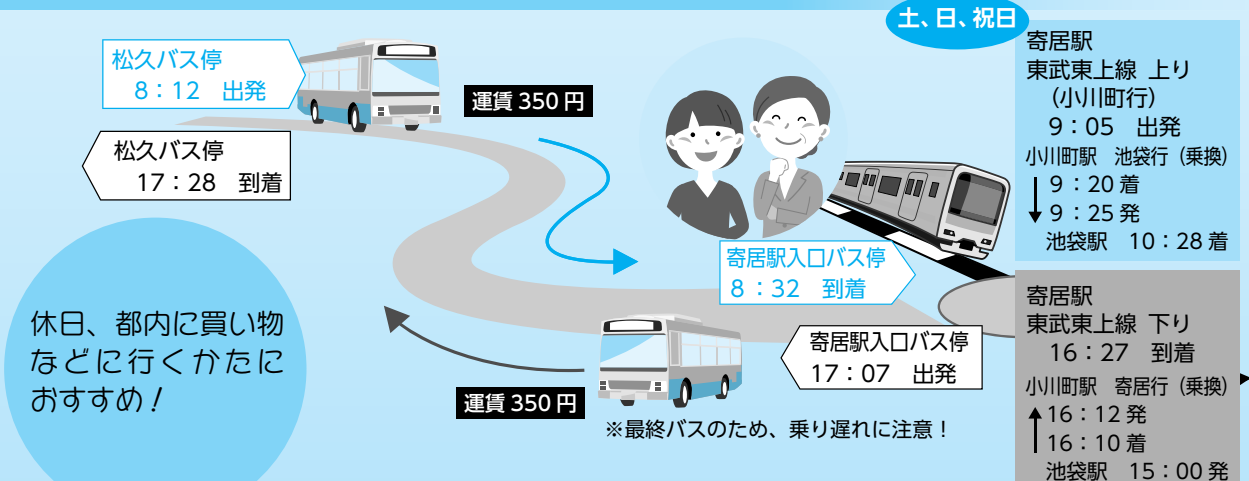 土、日、祝日
松久バス停
8：12　出発
運賃 350 円
松久バス停
17：28　到着
寄居駅入口バス停
8：32　到着
寄居駅
東武東上線 上り
（小川町行）
9：05　出発
小川町駅　池袋行（乗換）
9：20 着
9：25 発
池袋駅　10：28 着
休日、都内に買い物
などに行くかたに
おすすめ！
運賃 350 円
寄居駅入口バス停
17：07　出発
※最終バスのため、乗り遅れに注意！
寄居駅
東武東上線 下り
16：27　到着
小川町駅　寄居行（乗換）
16：12 発
16：10 着
池袋駅　15：00 発